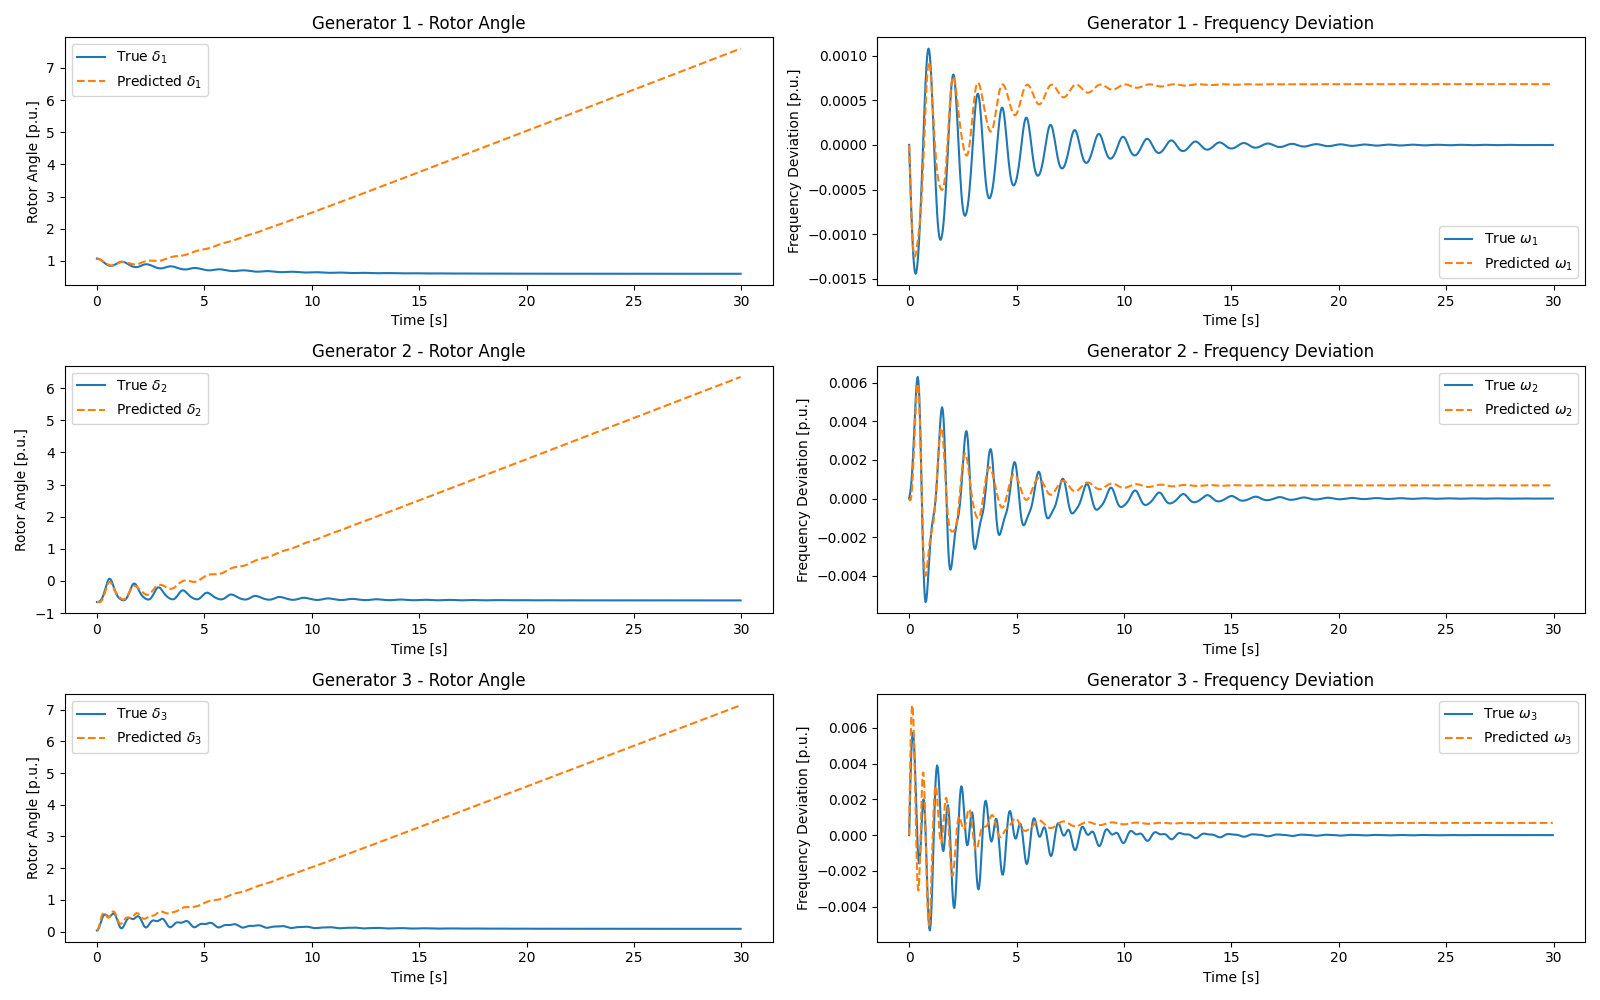 Generator 1 - Rotor Angle
Rotor Angle [p.u.]
7
6
5
4
3
2
1
True δ1
Predicted δ1
0 5 10 15 20 25 30
Time [s]
Generator 1 - Frequency Deviation
Frequency Deviation [p.u.]
0.0010
0.0005
0.0000
−0.0005
−0.0010
−0.0015
True ω1
Predicted ω1
0 5 10 15 20 25 30
Time [s]
Generator 2 - Rotor Angle
Rotor Angle [p.u.]
6
5
4
3
2
1
0
−1
True δ2
Predicted δ2
0 5 10 15 20 25 30
Time [s]
Generator 2 - Frequency Deviation
Frequency Deviation [p.u.]
0.006
0.004
0.002
0.000
−0.002
−0.004
True ω2
Predicted ω2
0 5 10 15 20 25 30
Time [s]
Generator 3 - Rotor Angle
Rotor Angle [p.u.]
7
6
5
4
3
2
1
0
True δ3
Predicted δ3
0 5 10 15 20 25 30
Time [s]
Generator 3 - Frequency Deviation
Frequency Deviation [p.u.]
0.006
0.004
0.002
0.000
−0.002
−0.004
True ω3
Predicted ω3
0 5 10 15 20 25 30
Time [s]